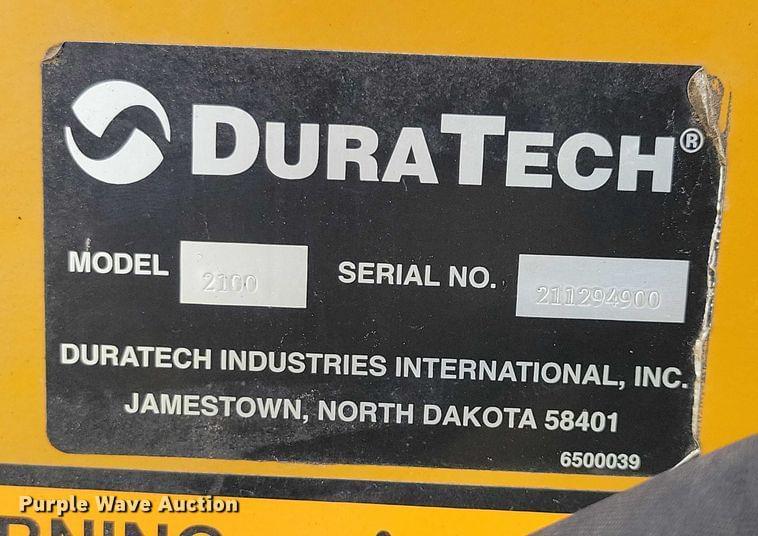 DURATECH®
MODEL 2100 SERIAL NO. 211294900
DURATECH INDUSTRIES INTERNATIONAL, INC.
JAMESTOWN, NORTH DAKOTA 58401
6500039
Purple Wave Auction